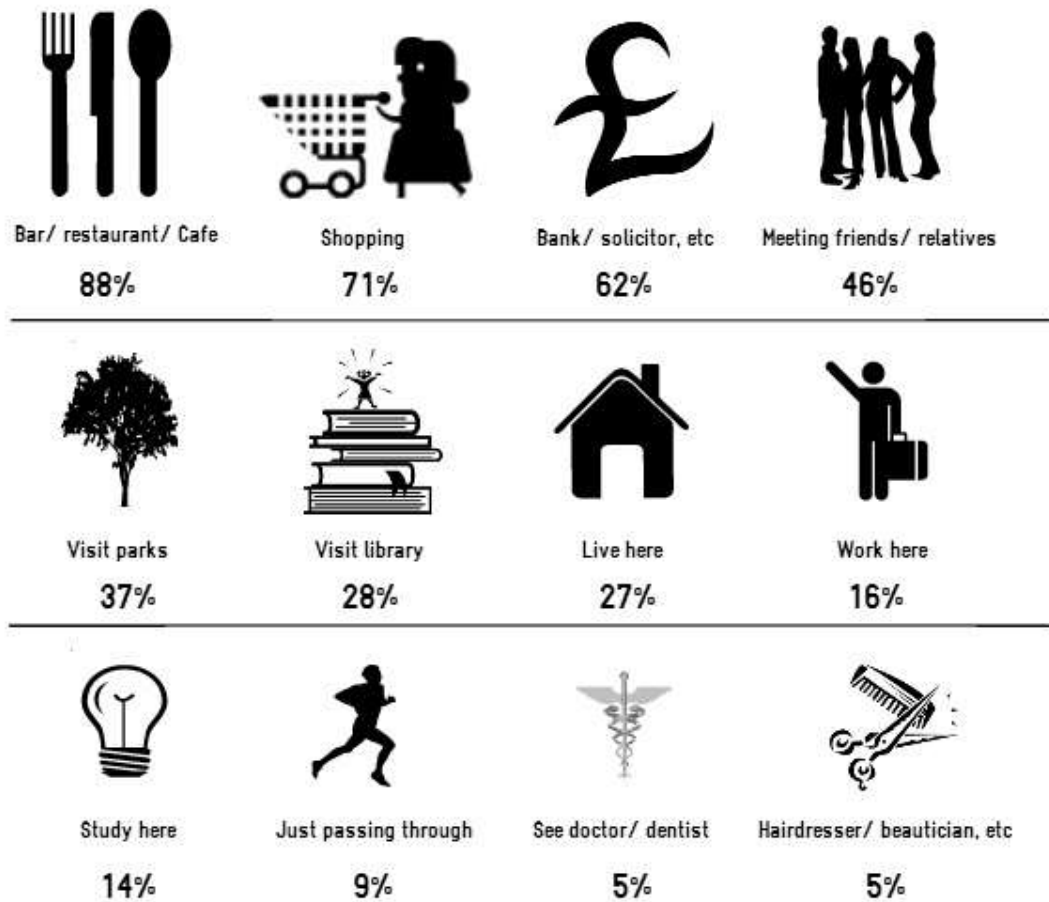 Bar/ restaurant/ Cafe
88%
Shopping
71%
Bank/ solicitor, etc
62%
Meeting friends/ relatives
46%
Visit parks
37%
Visit library
28%
Live here
27%
Work here
16%
Study here
14%
Just passing through
9%
See doctor/ dentist
5%
Hairdresser/ beautician, etc
5%